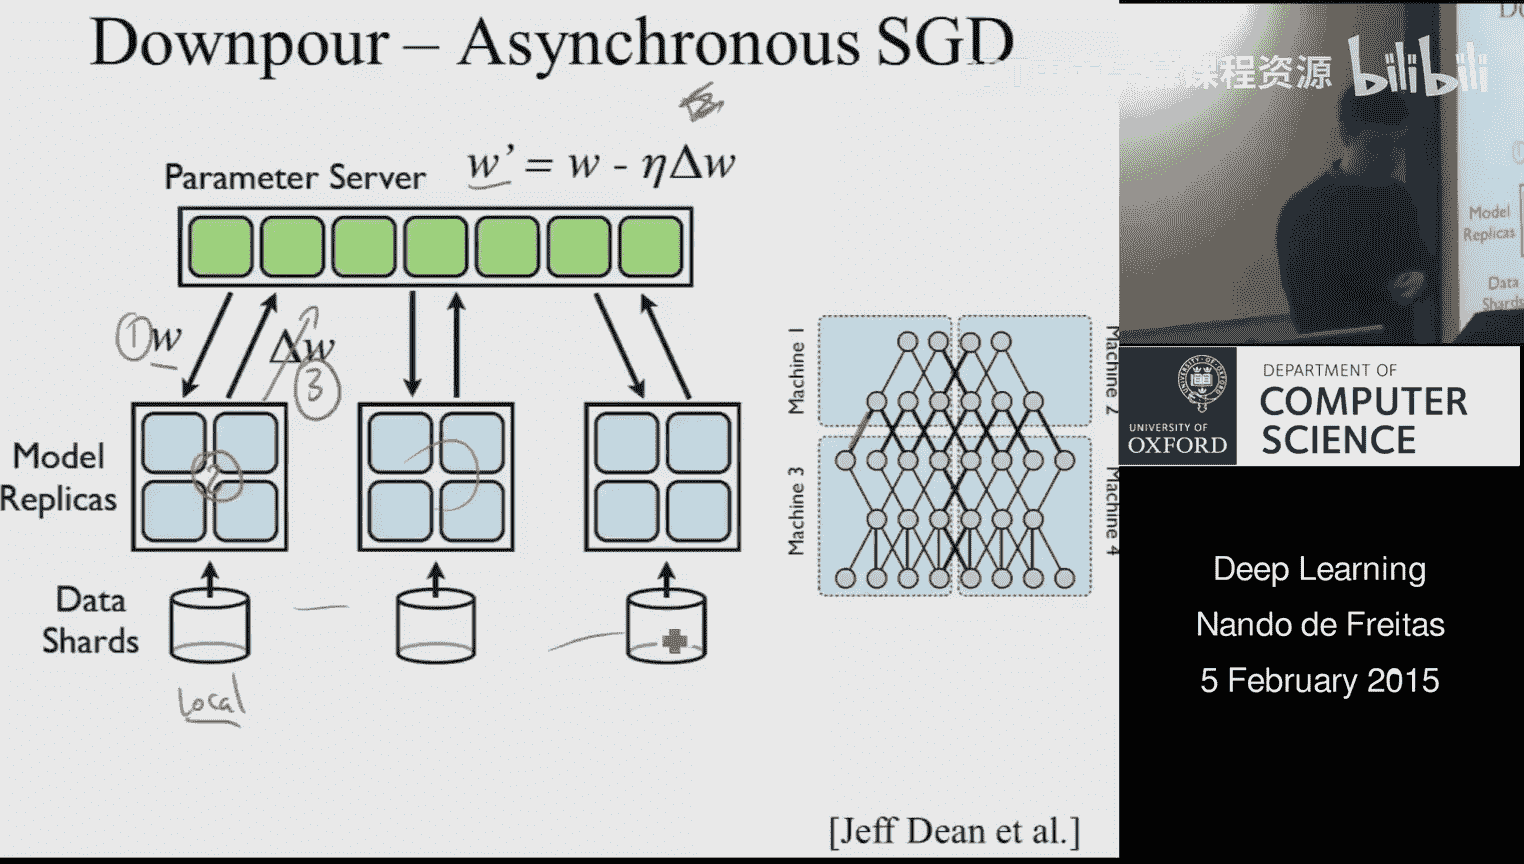 Downpour – Asynchronous SGD
课程资源 bilibili
Parameter Server
w’ = w - ηΔw
① w
Δw
③
②
Model
Replicas
Data
Shards
Local
Machine 1
Machine 2
Machine 3
Machine 4
[Jeff Dean et al.]
Model
Replicas
Data
Shards
UNIVERSITY OF
OXFORD
DEPARTMENT OF
COMPUTER
SCIENCE
Deep Learning
Nando de Freitas
5 February 2015